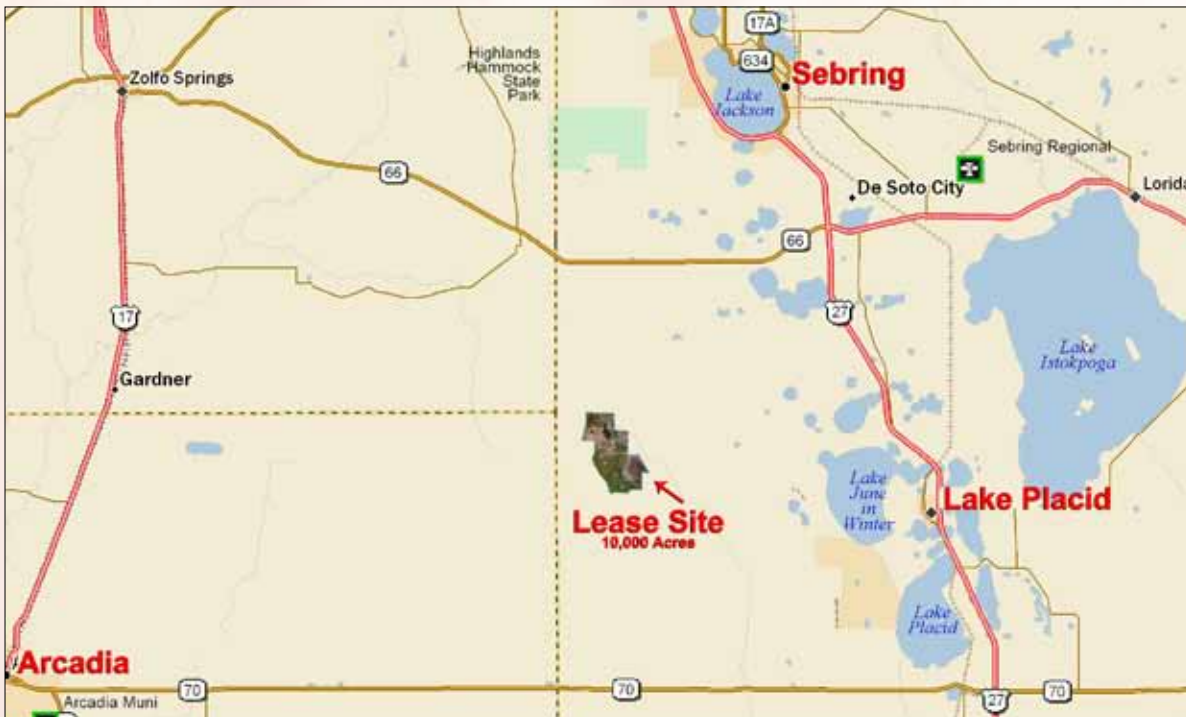 17A
Highlands
Hammock
State
Park
634
Sebring
Zolfo Springs
Lake
Jackson
Sebring Regional
66
De Soto City
Lorida
66
17
27
Lake
Istokpoga
Gardner
Lake
June
in
Winter
Lake Placid
Lease Site
10,000 Acres
Lake
Placid
Arcadia
70
70
27
70
Arcadia Muni